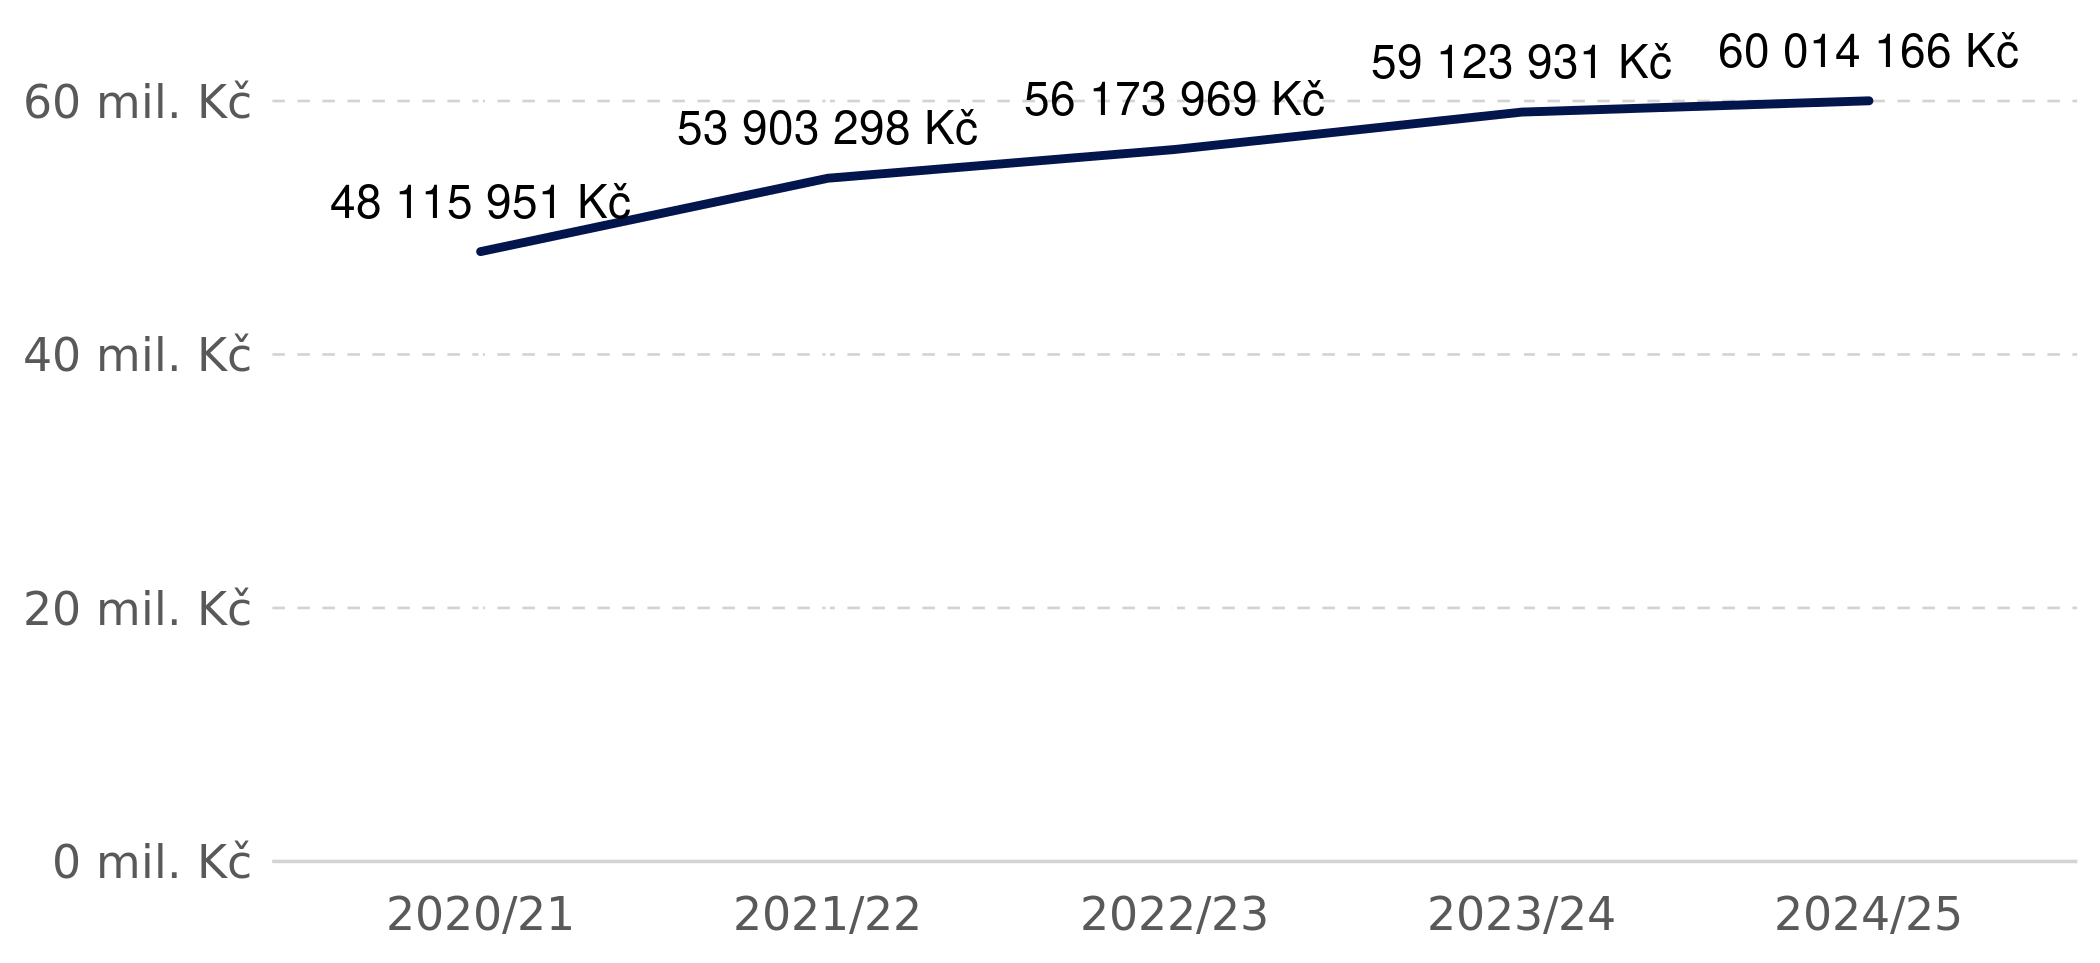 60 014 166 Kč
59 123 931 Kč
56 173 969 Kč
53 903 298 Kč
48 115 951 Kč
60 mil. Kč
40 mil. Kč
20 mil. Kč
0 mil. Kč
2020/21
2021/22
2022/23
2023/24
2024/25